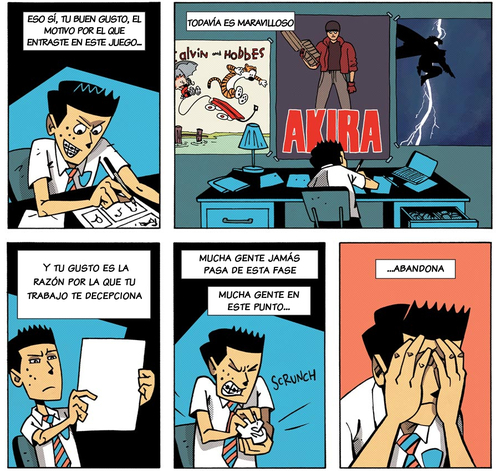 ESO SÍ, TU BUEN GUSTO, EL
MOTIVO POR EL QUE
ENTRASTE EN ESTE JUEGO...
TODAVÍA ES MARAVILLOSO
alvin and Hobbes
AKIRA
Y TU GUSTO ES LA
RAZÓN POR LA QUE TU
TRABAJO TE DECEPCIONA
MUCHA GENTE JAMÁS
PASA DE ESTA FASE
MUCHA GENTE EN
ESTE PUNTO...
SCRUNCH
...ABANDONA